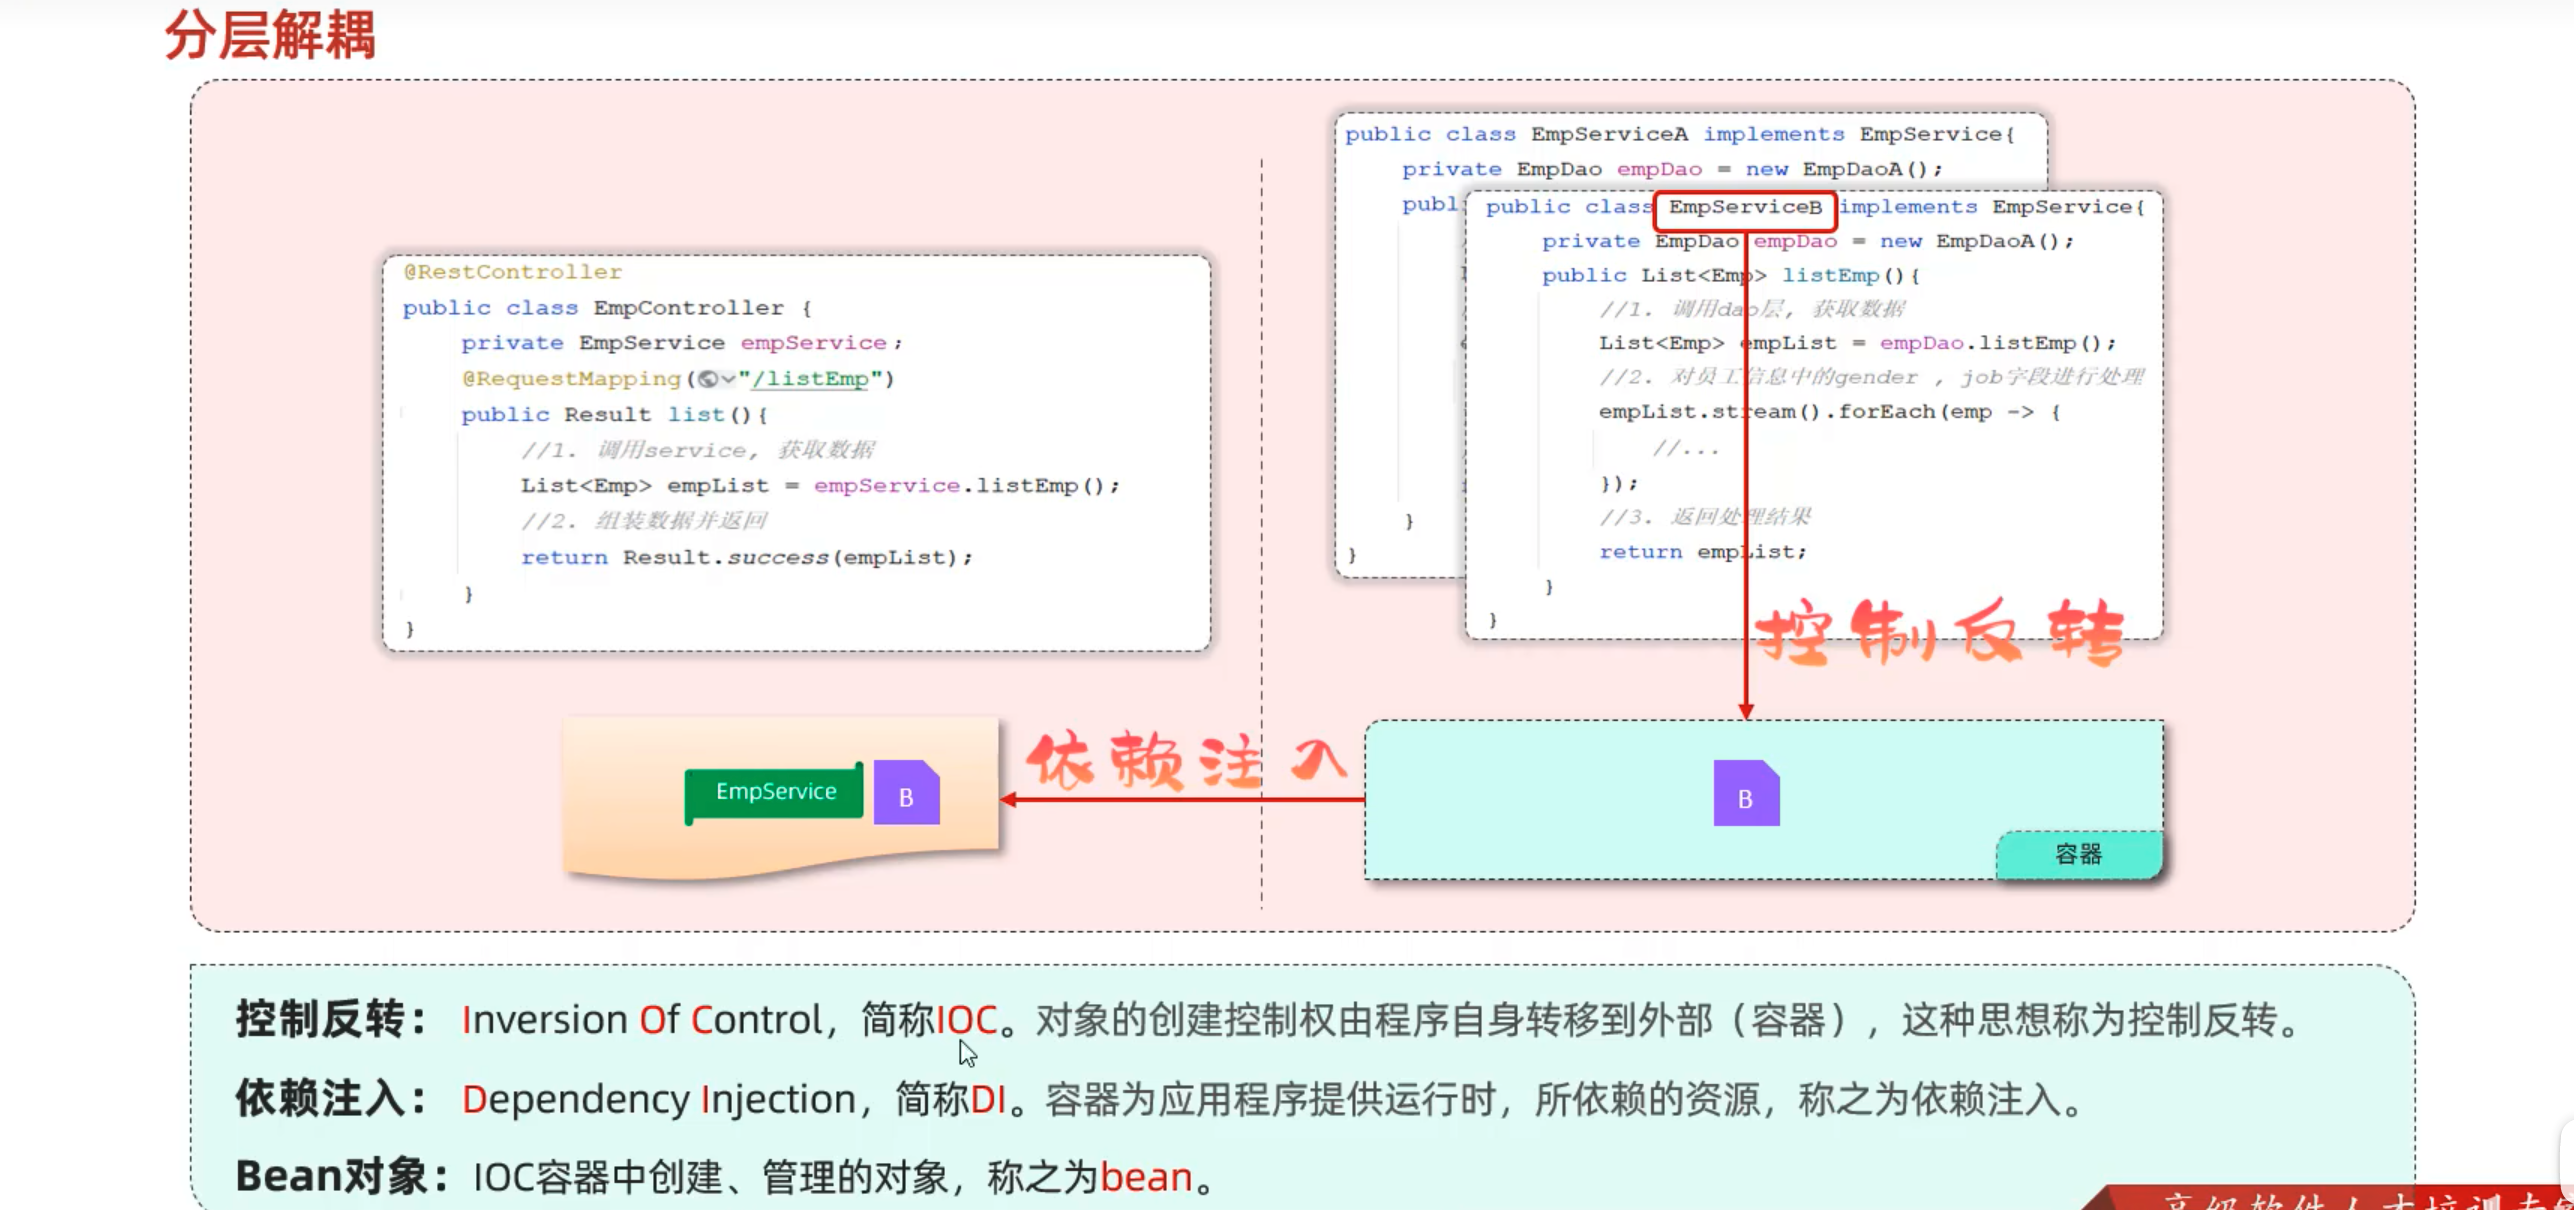 分层解耦
@RestController
public class EmpController {
private EmpService empService;
@RequestMapping("/listEmp")
public Result list(){
//1. 调用service, 获取数据
List<Emp> empList = empService.listEmp();
//2. 组装数据并返回
return Result.success(empList);
}
}
public class EmpServiceA implements EmpService{
private EmpDao empDao = new EmpDaoA();
publ
}
}
public class EmpServiceB implements EmpService{
private EmpDao empDao = new EmpDaoA();
public List<Emp> listEmp(){
//1. 调用dao层, 获取数据
List<Emp> empList = empDao.listEmp();
//2. 对员工信息中的gender , job字段进行处理
empList.stream().forEach(emp -> {
//...
});
//3. 返回处理结果
return empList;
}
}
控制反转
依赖注入
EmpService
B
B
容器
控制反转： Inversion Of Control，简称IOC。对象的创建控制权由程序自身转移到外部（容器），这种思想称为控制反转。
依赖注入： Dependency Injection，简称DI。容器为应用程序提供运行时，所依赖的资源，称之为依赖注入。
Bean对象：IOC容器中创建、管理的对象，称之为bean。